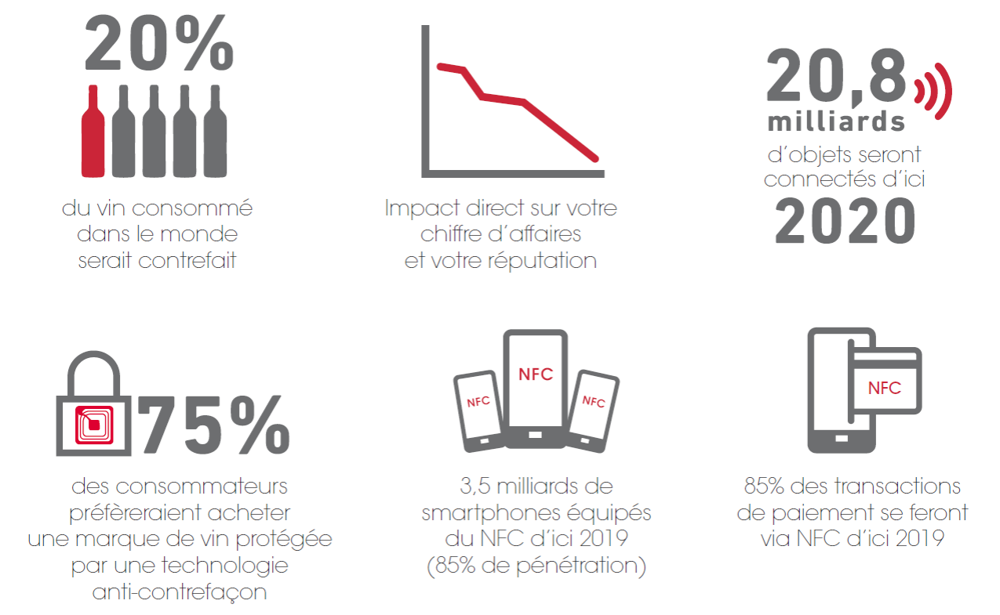 20%
du vin consommé
dans le monde
serait contrefait
Impact direct sur votre
chiffre d'affaires
et votre réputation
20,8
milliards
d'objets seront
connectés d'ici
2020
75%
des consommateurs
préfèreraient acheter
une marque de vin protégée
par une technologie
anti-contrefaçon
NFC
NFC
NFC
3,5 milliards de
smartphones équipés
du NFC d'ici 2019
(85% de pénétration)
NFC
85% des transactions
de paiement se feront
via NFC d'ici 2019